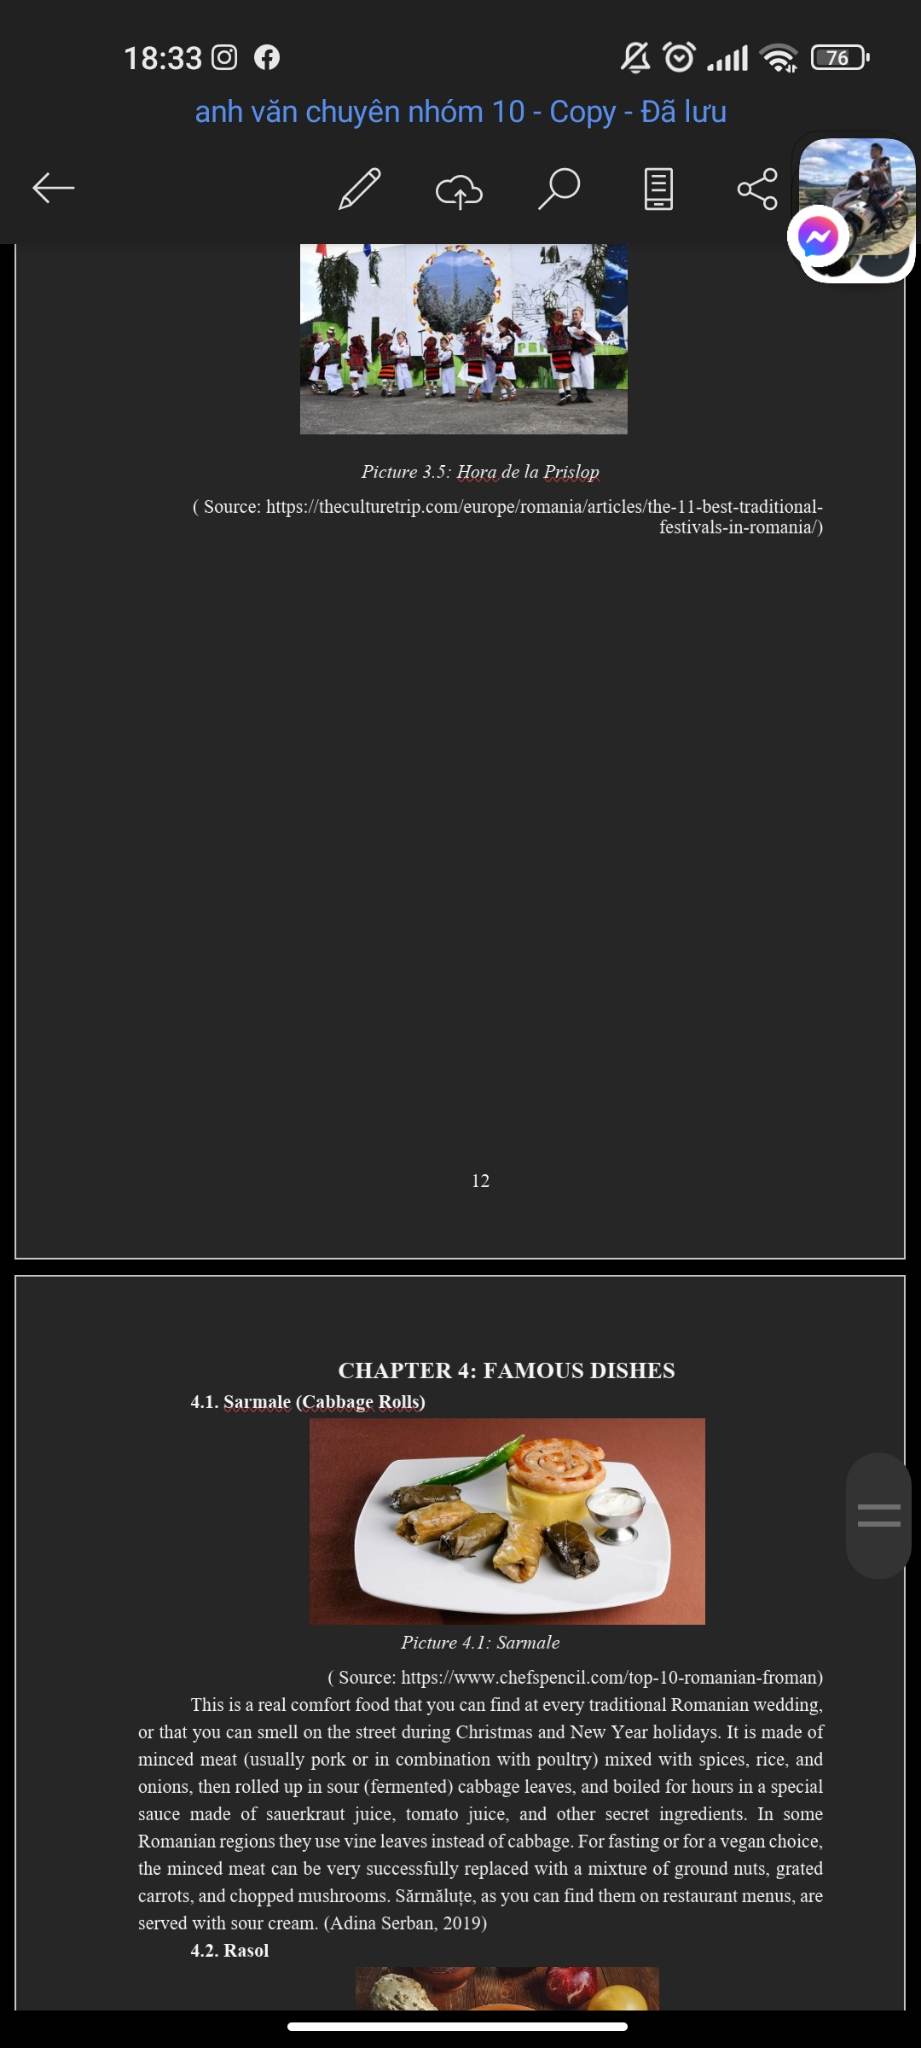 18:33
76
anh văn chuyên nhóm 10 - Copy - Đã lưu
Picture 3.5: Hora de la Prislop
( Source: https://theculturetrip.com/europe/romania/articles/the-11-best-traditional-
festivals-in-romania/)
12
CHAPTER 4: FAMOUS DISHES
4.1. Sarmale (Cabbage Rolls)
Picture 4.1: Sarmale
( Source: https://www.chefspencil.com/top-10-romanian-froman)
This is a real comfort food that you can find at every traditional Romanian wedding,
or that you can smell on the street during Christmas and New Year holidays. It is made of
minced meat (usually pork or in combination with poultry) mixed with spices, rice, and
onions, then rolled up in sour (fermented) cabbage leaves, and boiled for hours in a special
sauce made of sauerkraut juice, tomato juice, and other secret ingredients. In some
Romanian regions they use vine leaves instead of cabbage. For fasting or for a vegan choice,
the minced meat can be very successfully replaced with a mixture of ground nuts, grated
carrots, and chopped mushrooms. Sărmăluțe, as you can find them on restaurant menus, are
served with sour cream. (Adina Serban, 2019)
4.2. Rasol